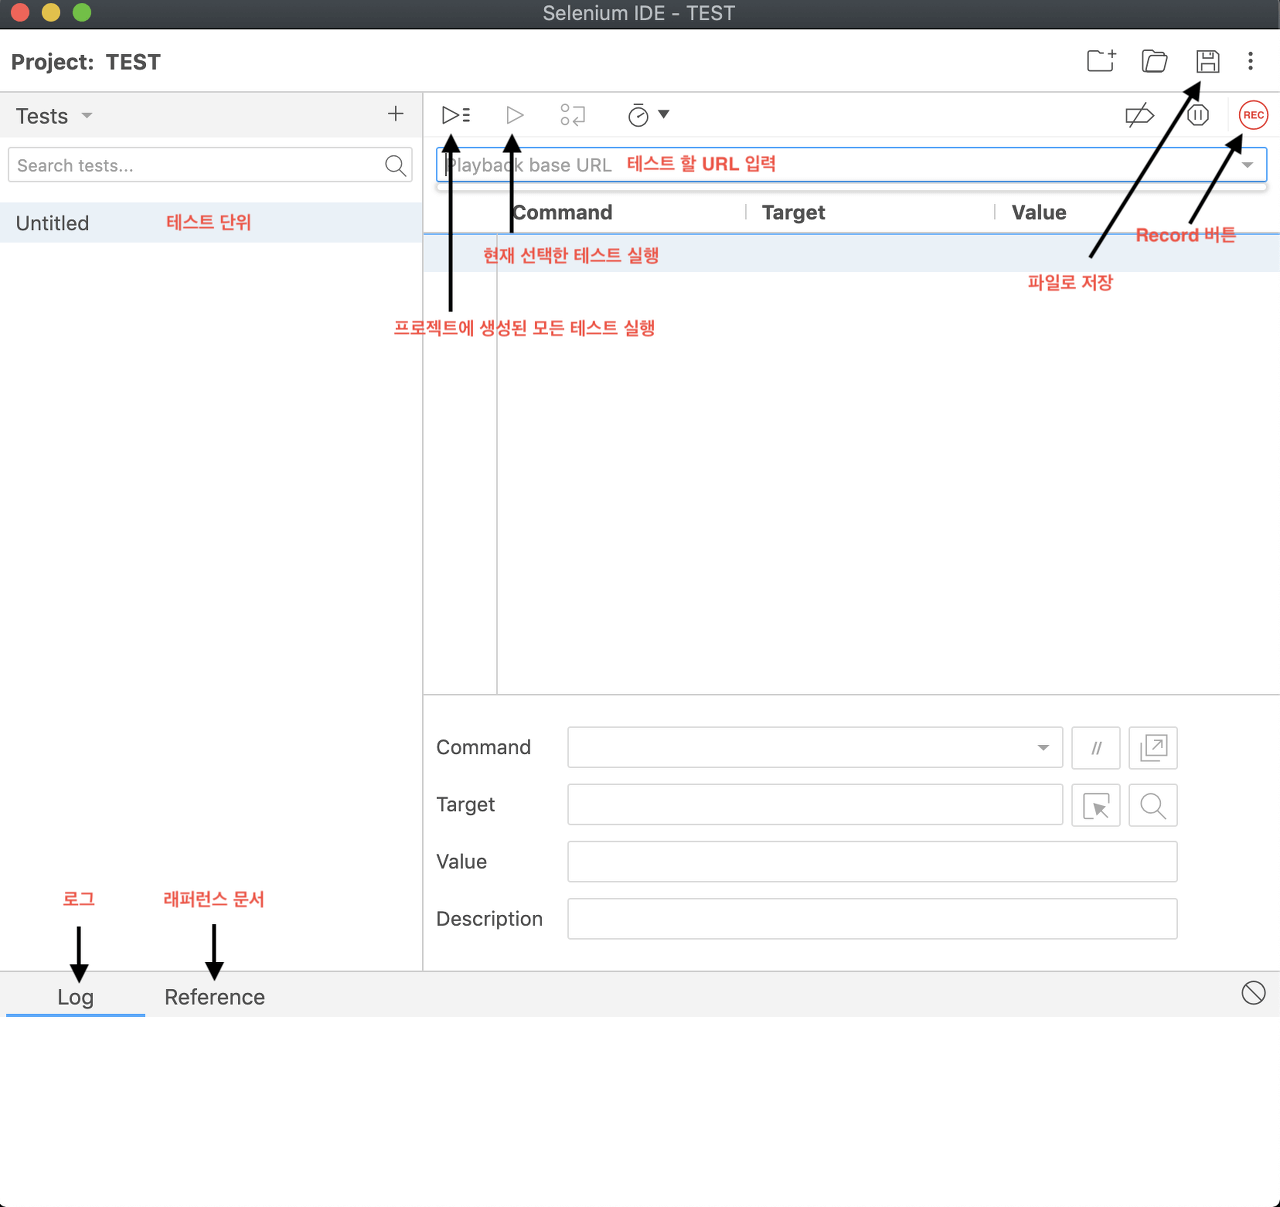 Selenium IDE - TEST
Project: TEST
Tests
REC
Search tests...
Playback base URL 테스트 할 URL 입력
Command Target Value
Untitled 테스트 단위
Record 버튼
현재 선택한 테스트 실행
파일로 저장
프로젝트에 생성된 모든 테스트 실행
Command
//
Target
Value
Description
로그 래퍼런스 문서
Log Reference